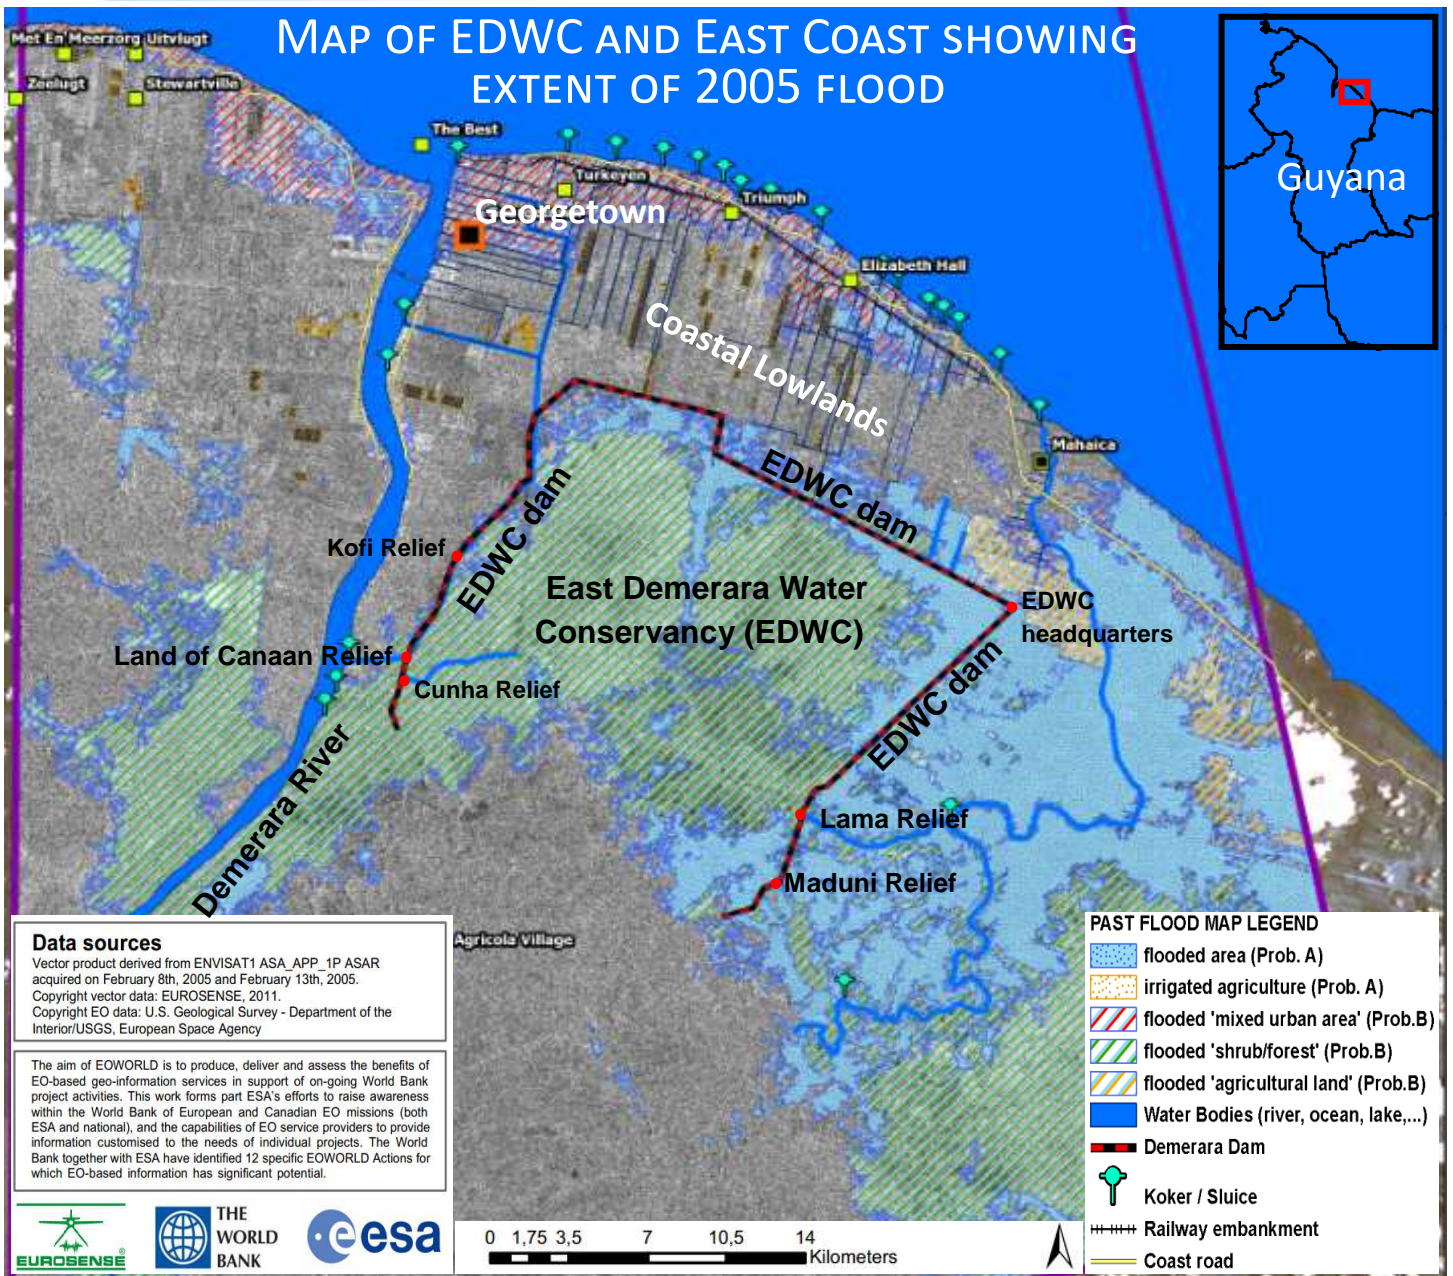 MAP OF EDWC AND EAST COAST SHOWING
EXTENT OF 2005 FLOOD
Met En Meerzorg Uitvlugt
Zeelugt
Stewartville
The Best
Turkeyen
Georgetown
Triumph
Elizabeth Hall
Guyana
Coastal Lowlands
Mahaica
EDWC dam
EDWC dam
Kofi Relief
East Demerara Water
Conservancy (EDWC)
EDWC
headquarters
Land of Canaan Relief
Cunha Relief
EDWC dam
Demerara River
Lama Relief
Maduni Relief
Agricola Village
Data sources
Vector product derived from ENVISAT1 ASA_APP_1P ASAR
acquired on February 8th, 2005 and February 13th, 2005.
Copyright vector data: EUROSENSE, 2011.
Copyright EO data: U.S. Geological Survey - Department of the
Interior/USGS, European Space Agency
The aim of EOWORLD is to produce, deliver and assess the benefits of
EO-based geo-information services in support of on-going World Bank
project activities. This work forms part ESA's efforts to raise awareness
within the World Bank of European and Canadian EO missions (both
ESA and national), and the capabilities of EO service providers to provide
information customised to the needs of individual projects. The World
Bank together with ESA have identified 12 specific EOWORLD Actions for
which EO-based information has significant potential.
EUROSENSE ®
THE
WORLD
BANK
esa
0 1,75 3,5 7 10,5 14
Kilometers
PAST FLOOD MAP LEGEND
flooded area (Prob. A)
irrigated agriculture (Prob. A)
flooded 'mixed urban area' (Prob.B)
flooded 'shrub/forest' (Prob.B)
flooded 'agricultural land' (Prob.B)
Water Bodies (river, ocean, lake,...)
Demerara Dam
Koker / Sluice
Railway embankment
Coast road